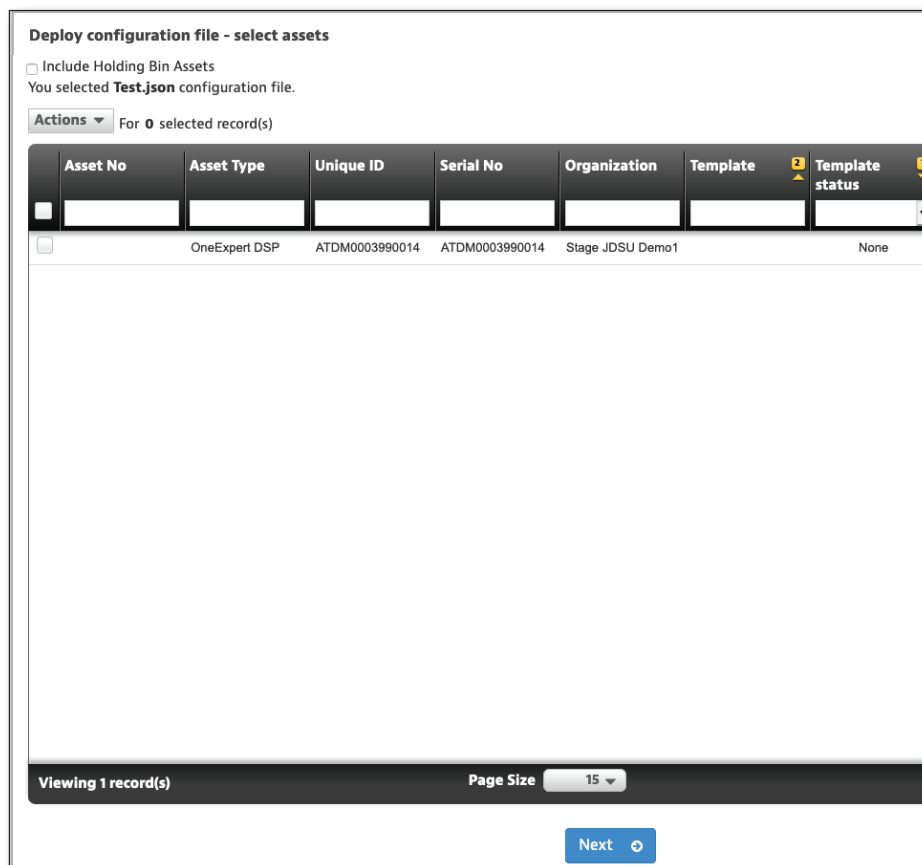 Deploy configuration file - select assets
Include Holding Bin Assets
You selected Test.json configuration file.
Actions For 0 selected record(s)
Asset No Asset Type Unique ID Serial No Organization Template 2 Template status
OneExpert DSP ATDM0003990014 ATDM0003990014 Stage JDSU Demo1 None
Viewing 1 record(s) Page Size 15
Next